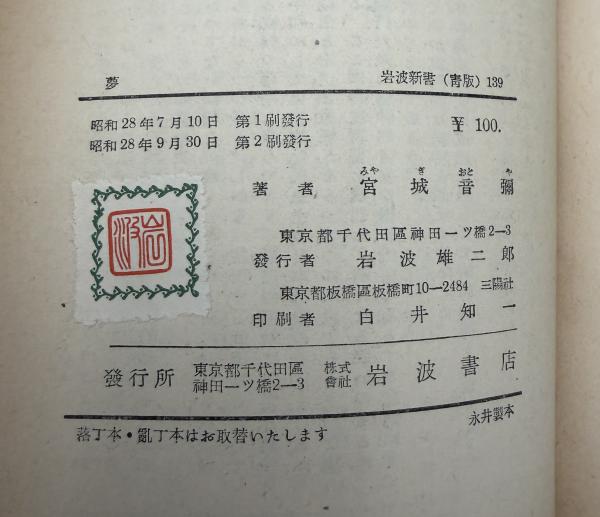 夢 岩波新書（靑版）139
昭和28年7月10日 第1刷發行
昭和28年9月30日 第2刷發行
¥ 100.
みや ぎ おと や
著者 宮城音彌
東京都千代田區神田一ツ橋2—3
發行者 岩波雄二郎
東京都板橋區板橋町10—2484 三陽社
印刷者 白井知一
發行所 東京都千代田區神田一ツ橋2—3 株式會社 岩波書店
永井製本
落丁本・亂丁本はお取替いたします
岩波